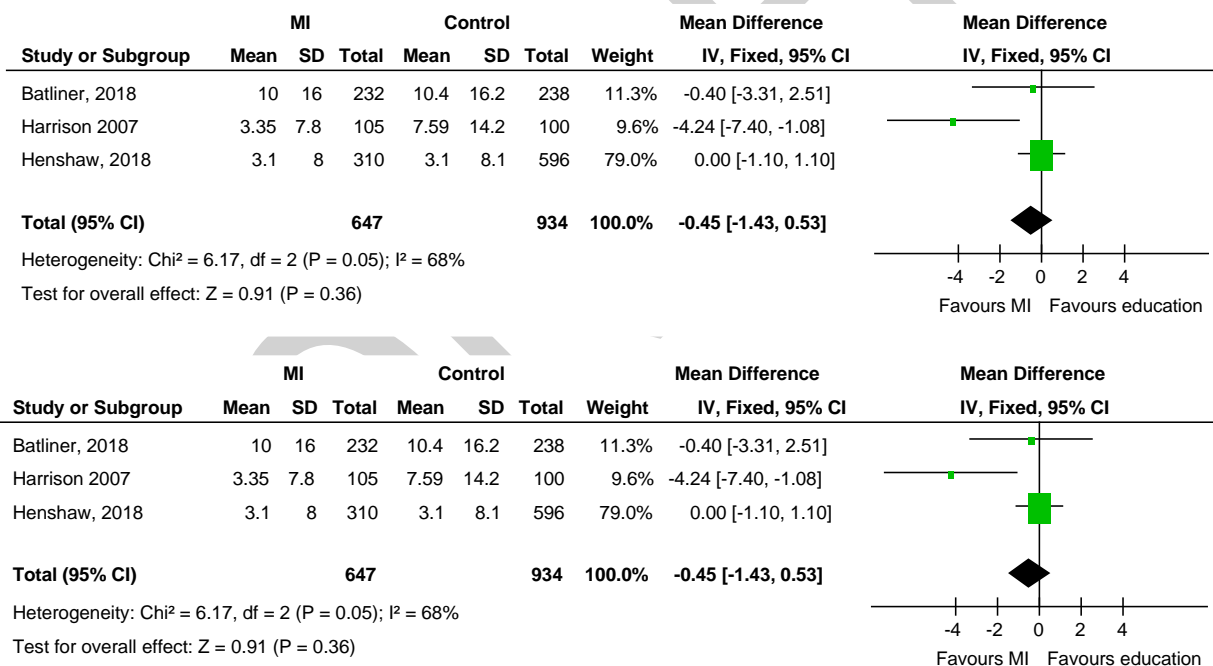 MI Control Mean Difference Mean Difference
Study or Subgroup Mean SD Total Mean SD Total Weight IV, Fixed, 95% CI IV, Fixed, 95% CI
Batliner, 2018 10 16 232 10.4 16.2 238 11.3% -0.40 [-3.31, 2.51]
Harrison 2007 3.35 7.8 105 7.59 14.2 100 9.6% -4.24 [-7.40, -1.08]
Henshaw, 2018 3.1 8 310 3.1 8.1 596 79.0% 0.00 [-1.10, 1.10]
Total (95% CI) 647 934 100.0% -0.45 [-1.43, 0.53]
Heterogeneity: Chi² = 6.17, df = 2 (P = 0.05); I² = 68%
Test for overall effect: Z = 0.91 (P = 0.36)
-4 -2 0 2 4
Favours MI Favours education
MI Control Mean Difference Mean Difference
Study or Subgroup Mean SD Total Mean SD Total Weight IV, Fixed, 95% CI IV, Fixed, 95% CI
Batliner, 2018 10 16 232 10.4 16.2 238 11.3% -0.40 [-3.31, 2.51]
Harrison 2007 3.35 7.8 105 7.59 14.2 100 9.6% -4.24 [-7.40, -1.08]
Henshaw, 2018 3.1 8 310 3.1 8.1 596 79.0% 0.00 [-1.10, 1.10]
Total (95% CI) 647 934 100.0% -0.45 [-1.43, 0.53]
Heterogeneity: Chi² = 6.17, df = 2 (P = 0.05); I² = 68%
Test for overall effect: Z = 0.91 (P = 0.36)
-4 -2 0 2 4
Favours MI Favours education